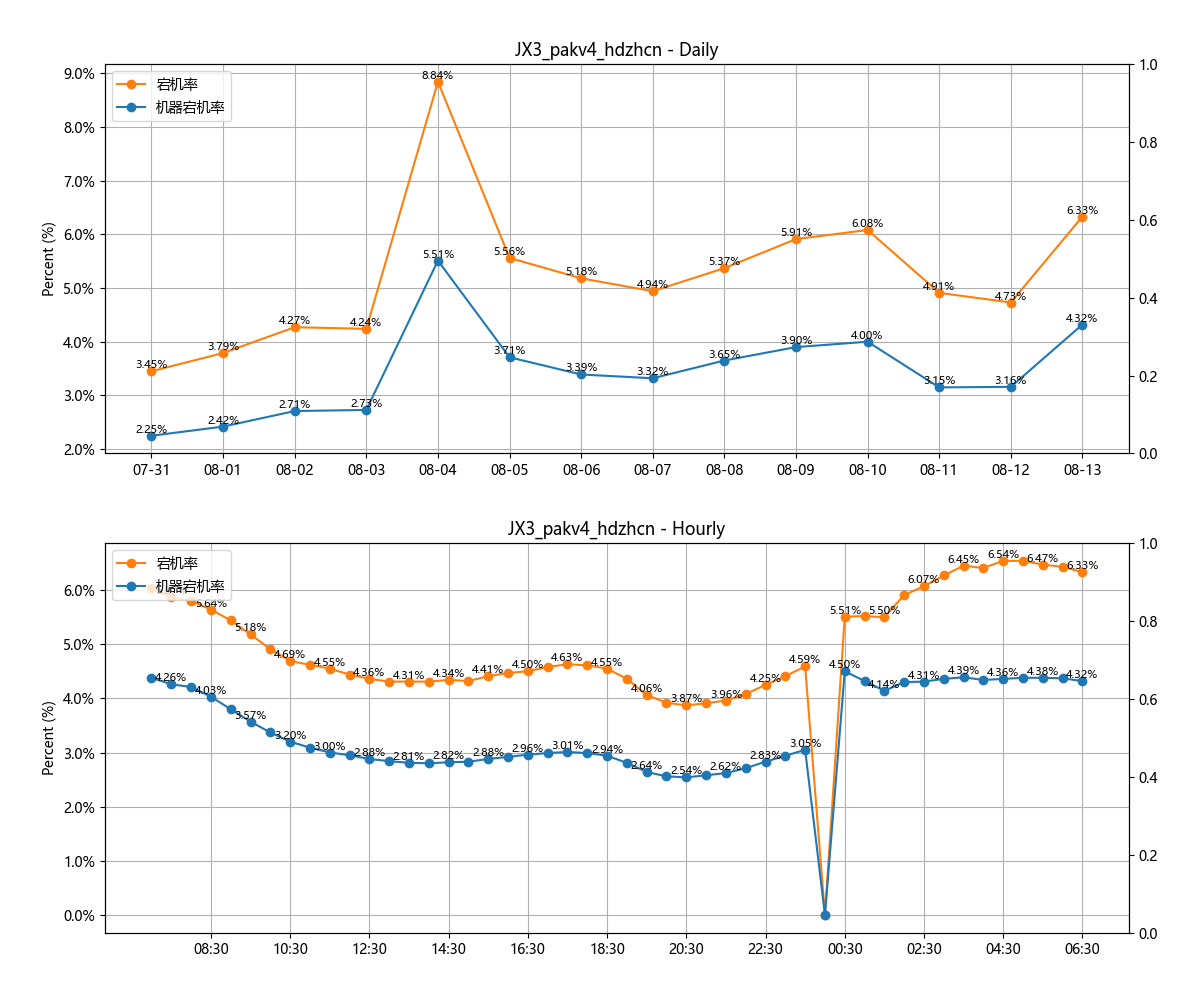 JX3_pakv4_hdzhcn - Daily
宕机率
机器宕机率
Percent (%)
9.0%
8.0%
7.0%
6.0%
5.0%
4.0%
3.0%
2.0%
1.0
0.8
0.6
0.4
0.2
0.0
3.45% 3.79% 4.27% 4.24% 8.84% 5.56% 5.18% 4.94% 5.37% 5.91% 6.08% 4.91% 4.73% 6.33%
2.25% 2.42% 2.71% 2.73% 5.51% 3.71% 3.39% 3.32% 3.65% 3.90% 4.00% 3.15% 3.16% 4.32%
07-31 08-01 08-02 08-03 08-04 08-05 08-06 08-07 08-08 08-09 08-10 08-11 08-12 08-13
JX3_pakv4_hdzhcn - Hourly
宕机率
机器宕机率
Percent (%)
6.0%
5.0%
4.0%
3.0%
2.0%
1.0%
0.0%
1.0
0.8
0.6
0.4
0.2
0.0
5.64% 5.18% 4.69% 4.55% 4.36% 4.31% 4.34% 4.41% 4.50% 4.63% 4.55% 4.06% 3.87% 3.96% 4.25% 4.59% 5.51% 5.50% 6.07% 6.45% 6.54% 6.47% 6.33%
4.26% 4.03% 3.57% 3.20% 3.00% 2.88% 2.81% 2.82% 2.88% 2.96% 3.01% 2.94% 2.64% 2.54% 2.62% 2.83% 3.05% 4.50% 4.14% 4.31% 4.39% 4.36% 4.38% 4.32%
08:30 10:30 12:30 14:30 16:30 18:30 20:30 22:30 00:30 02:30 04:30 06:30